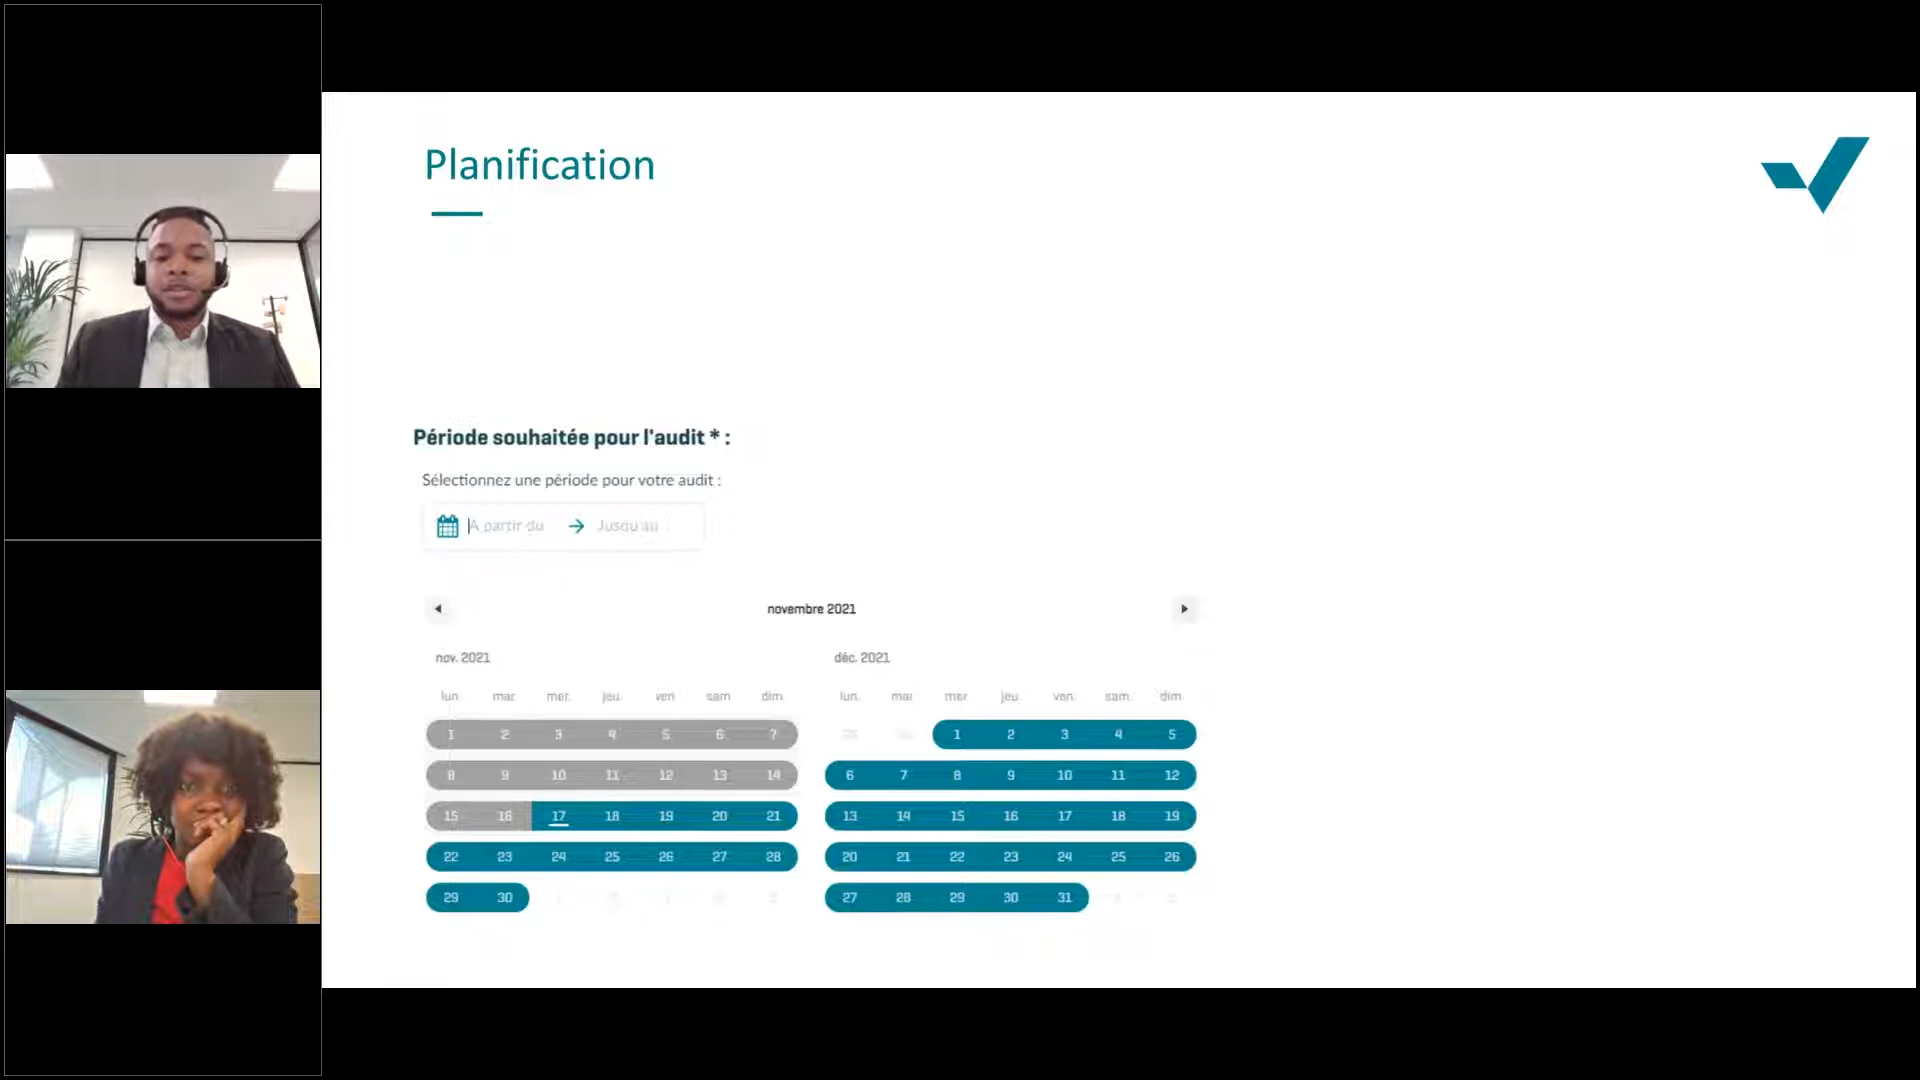 Planification
Période souhaitée pour l'audit * :
Sélectionnez une période pour votre audit :
A partir du → Jusqu'au
novembre 2021
nov. 2021
lun. mar. mer. jeu. ven. sam. dim.
1 2 3 4 5 6 7
8 9 10 11 12 13 14
15 16 17 18 19 20 21
22 23 24 25 26 27 28
29 30
déc. 2021
lun. mar. mer. jeu. ven. sam. dim.
1 2 3 4 5
6 7 8 9 10 11 12
13 14 15 16 17 18 19
20 21 22 23 24 25 26
27 28 29 30 31